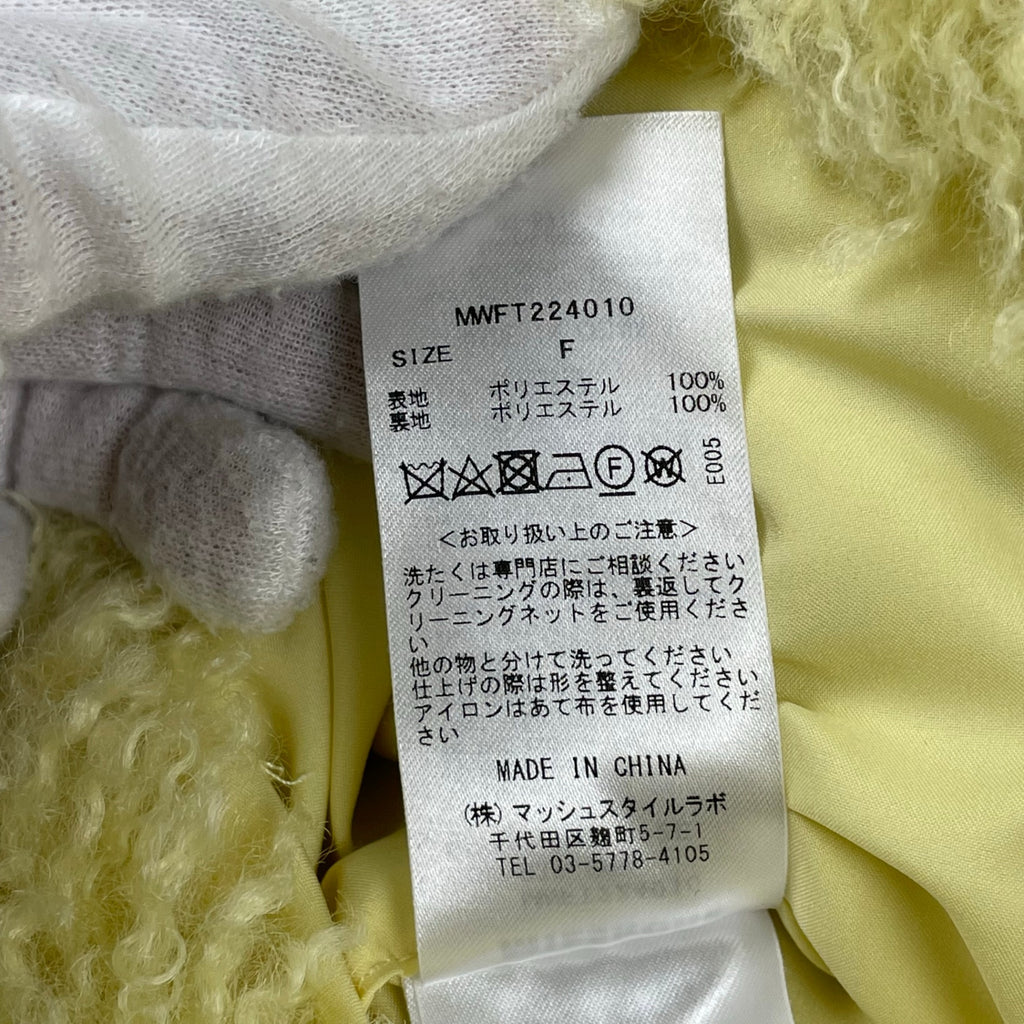 MWFT224010
SIZE F
表地 ポリエステル 100%
裏地 ポリエステル 100%
F W E005
<お取り扱い上のご注意>
洗たくは専門店にご相談ください
クリーニングの際は、裏返してク
リーニングネットをご使用くださ
い
他の物と分けて洗ってください
仕上げの際は形を整えてください
アイロンはあて布を使用してくだ
さい
MADE IN CHINA
(株)マッシュスタイルラボ
千代田区麹町5-7-1
TEL 03-5778-4105